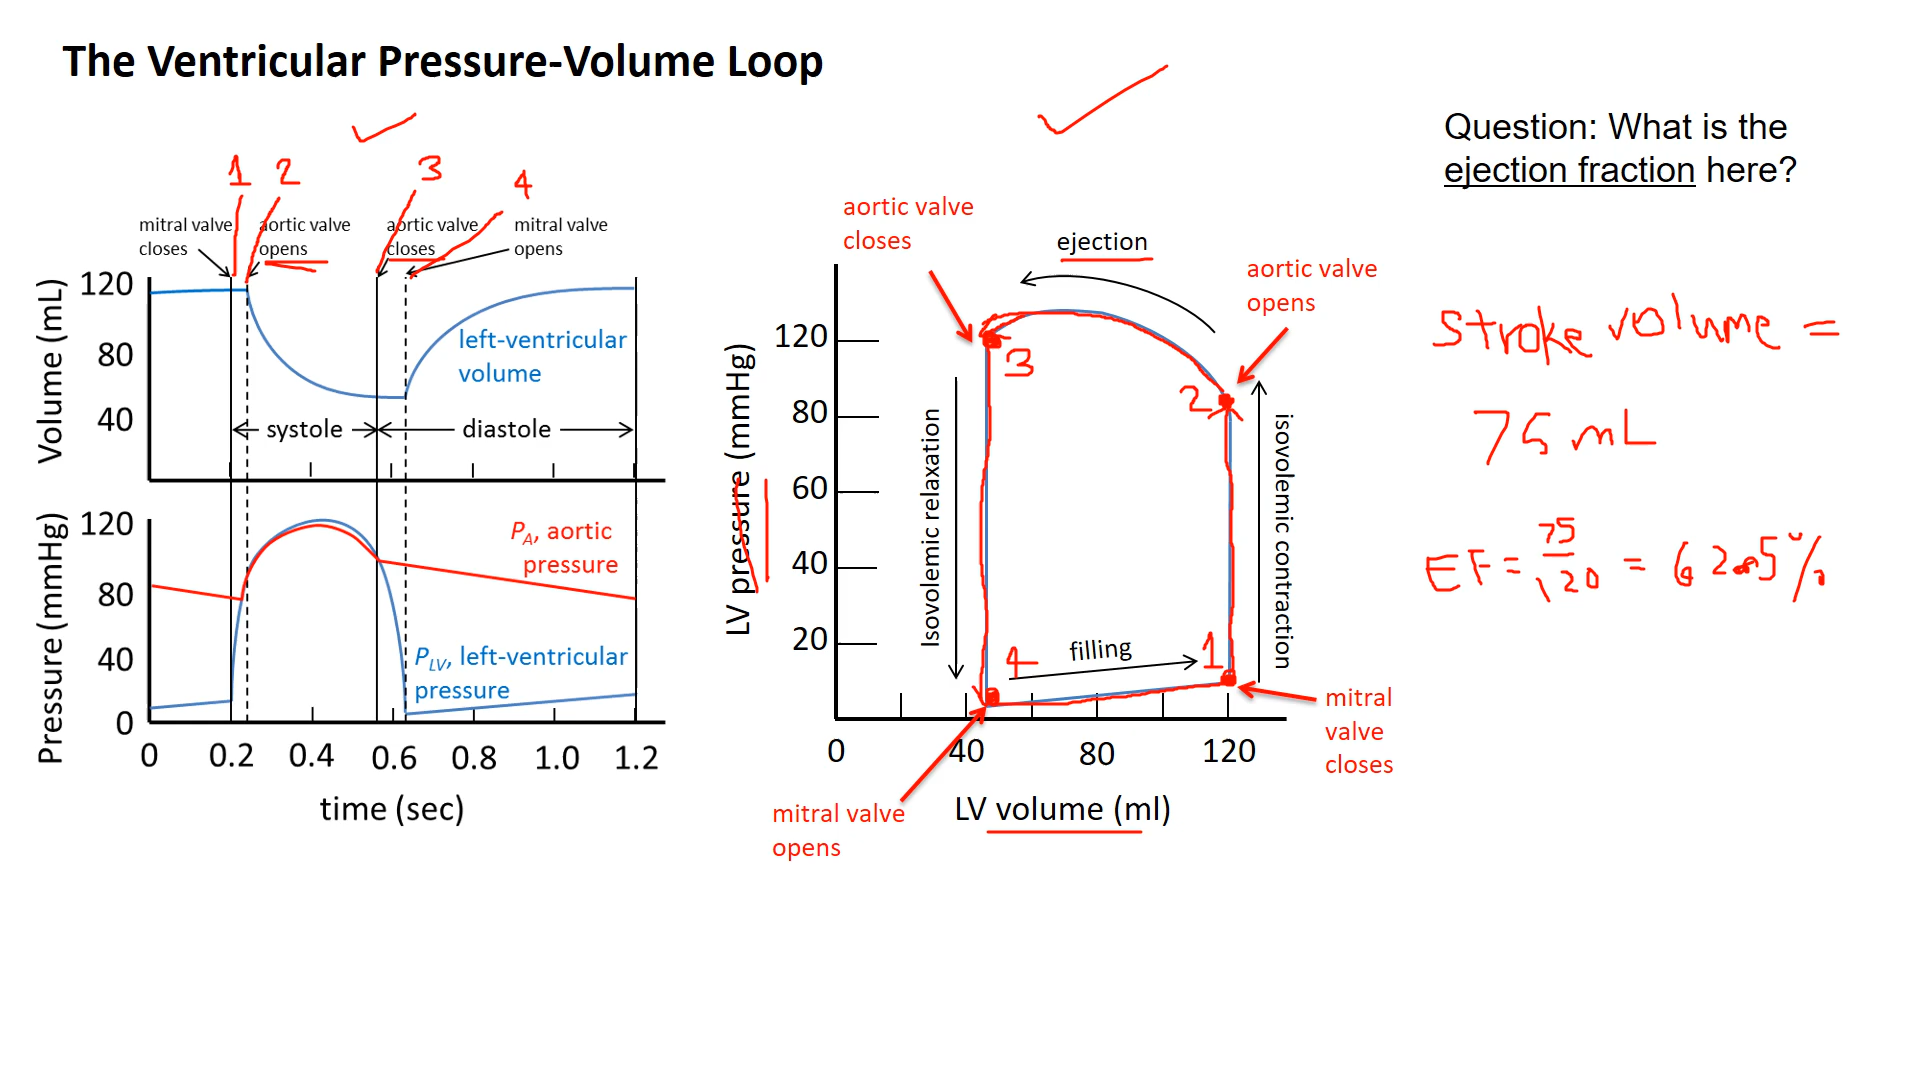 The Ventricular Pressure-Volume Loop
1
2
3
4
mitral valve
closes
aortic valve
opens
aortic valve
closes
mitral valve
opens
Volume (mL)
120
80
40
left-ventricular
volume
systole
diastole
Pressure (mmHg)
120
80
40
0
P_A, aortic
pressure
P_LV, left-ventricular
pressure
0 0.2 0.4 0.6 0.8 1.0 1.2
time (sec)
aortic valve
closes
ejection
aortic valve
opens
LV pressure (mmHg)
120
80
60
40
20
3
2
Isovolemic relaxation
isovolemic contraction
4
filling
1
mitral
valve
closes
0 40 80 120
LV volume (ml)
mitral valve
opens
Question: What is the
ejection fraction here?
Stroke volume =
75 mL
EF = 75/120 = 62.5%